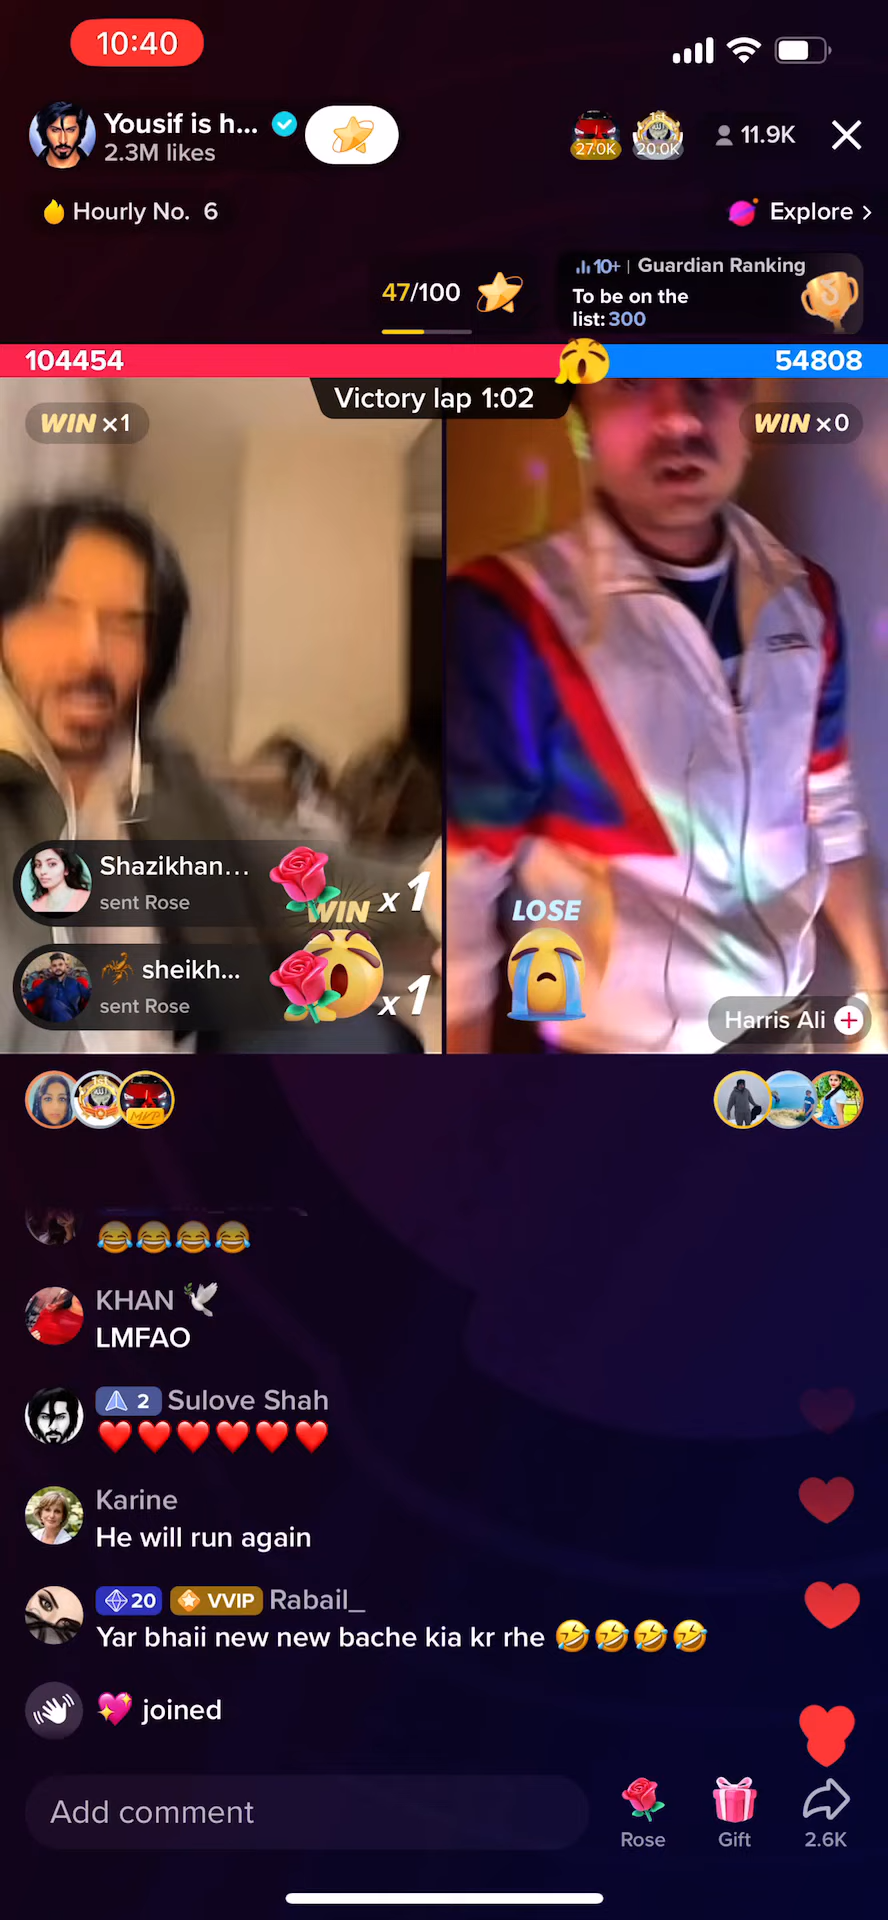 10:40
Yousif is h...
2.3M likes
27.0K
20.0K
11.9K
Hourly No. 6
Explore >
47/100
10+ | Guardian Ranking
To be on the
list: 300
104454
54808
Victory lap 1:02
WIN x1
WIN x0
Shazikhan...
sent Rose
WIN x1
LOSE
sheikh...
sent Rose
x1
Harris Ali +
😂😂😂😂
KHAN 🕊️
LMFAO
2 Sulove Shah
❤️❤️❤️❤️❤️❤️
Karine
He will run again
20 VVIP Rabail_
Yar bhaii new new bache kia kr rhe 🤣🤣🤣🤣
💖 joined
Add comment
Rose
Gift
2.6K